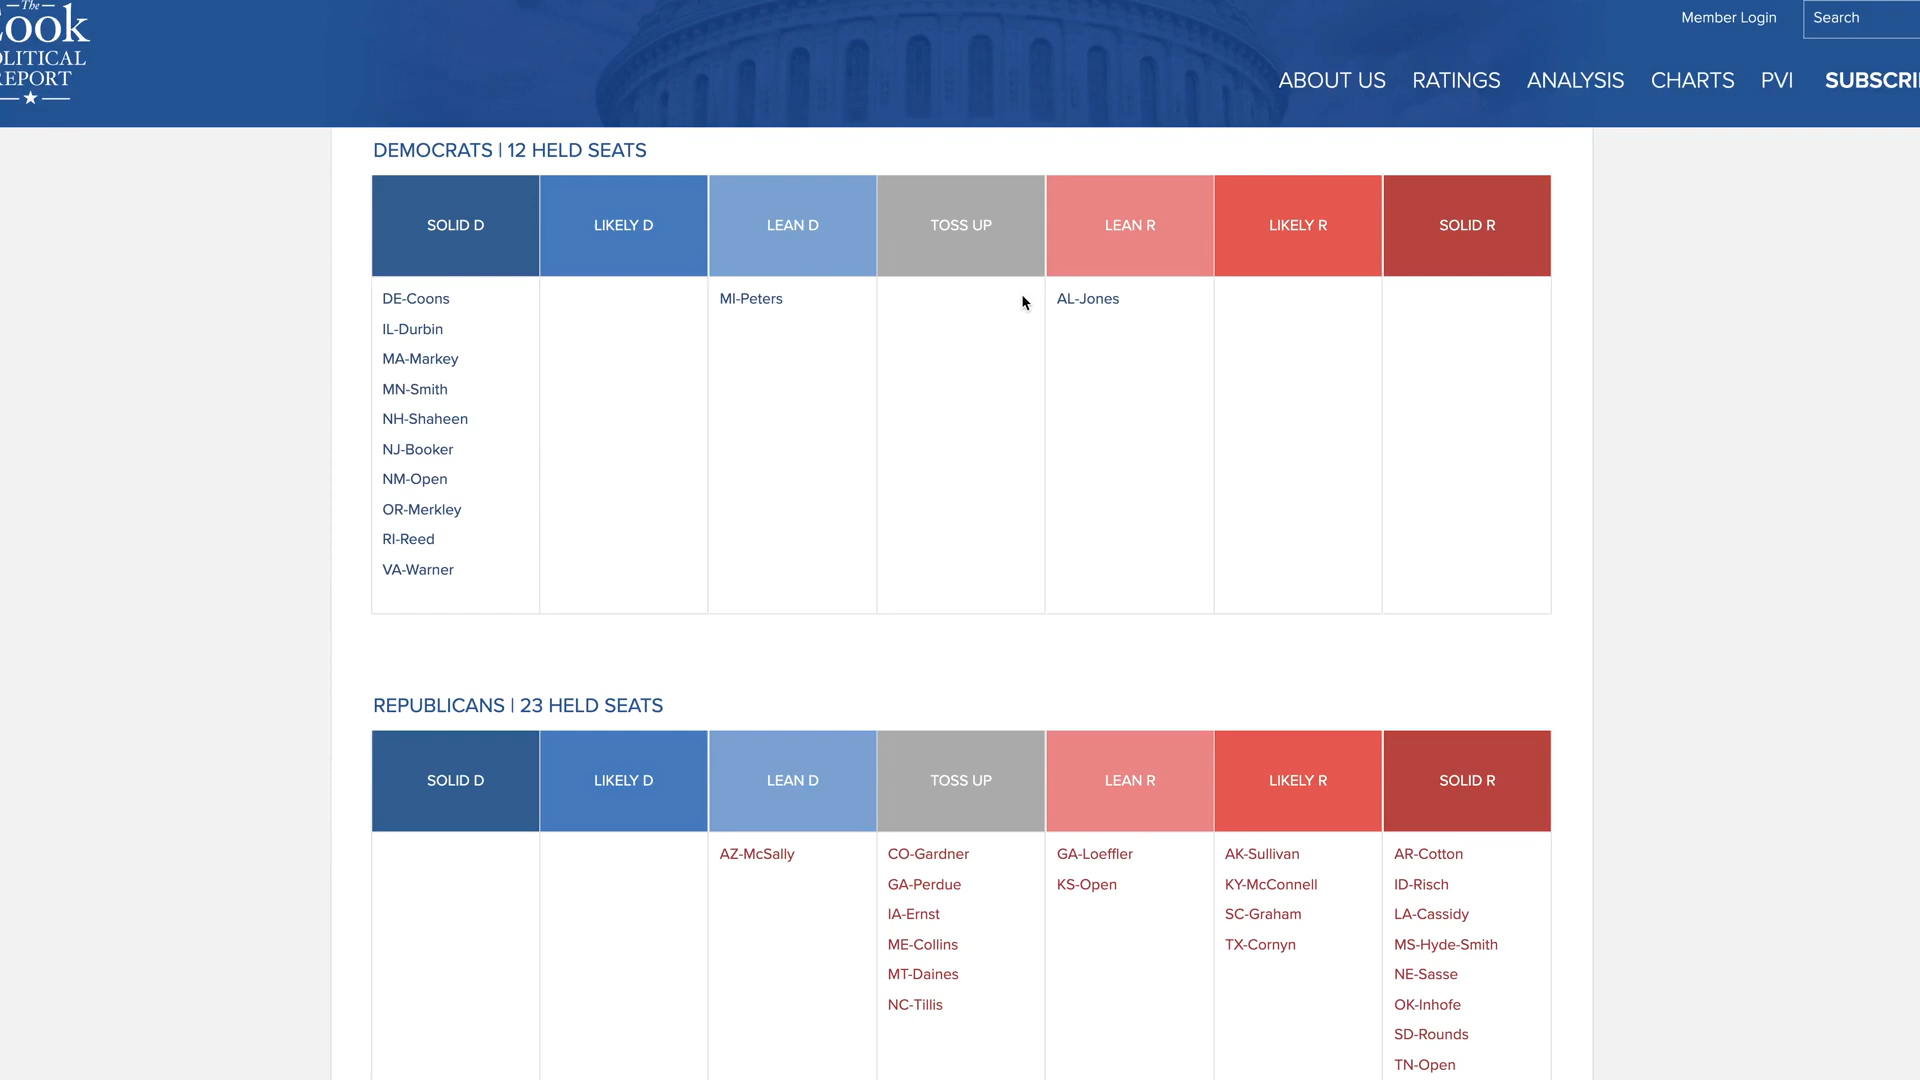 The
Cook
POLITICAL
REPORT
Member Login
Search
ABOUT US
RATINGS
ANALYSIS
CHARTS
PVI
DEMOCRATS | 12 HELD SEATS
SOLID D
LIKELY D
LEAN D
TOSS UP
LEAN R
LIKELY R
SOLID R
DE-Coons
IL-Durbin
MA-Markey
MN-Smith
NH-Shaheen
NJ-Booker
NM-Open
OR-Merkley
RI-Reed
VA-Warner
MI-Peters
AL-Jones
REPUBLICANS | 23 HELD SEATS
SOLID D
LIKELY D
LEAN D
TOSS UP
LEAN R
LIKELY R
SOLID R
AZ-McSally
CO-Gardner
GA-Perdue
IA-Ernst
ME-Collins
MT-Daines
NC-Tillis
GA-Loeffler
KS-Open
AK-Sullivan
KY-McConnell
SC-Graham
TX-Cornyn
AR-Cotton
ID-Risch
LA-Cassidy
MS-Hyde-Smith
NE-Sasse
OK-Inhofe
SD-Rounds
TN-Open